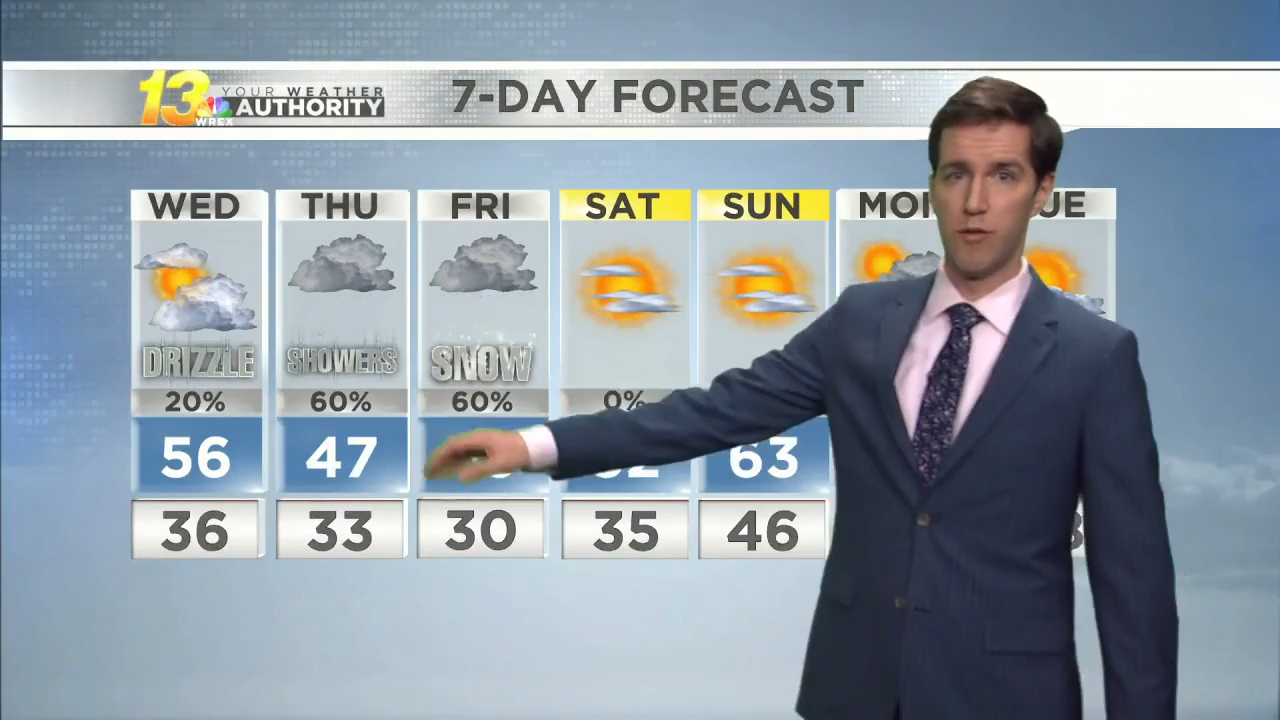 13 WREX
YOUR WEATHER
AUTHORITY
7-DAY FORECAST
WED THU FRI SAT SUN
DRIZZLE SHOWERS SNOW
20% 60% 60% 0%
56 47 63
36 33 30 35 46